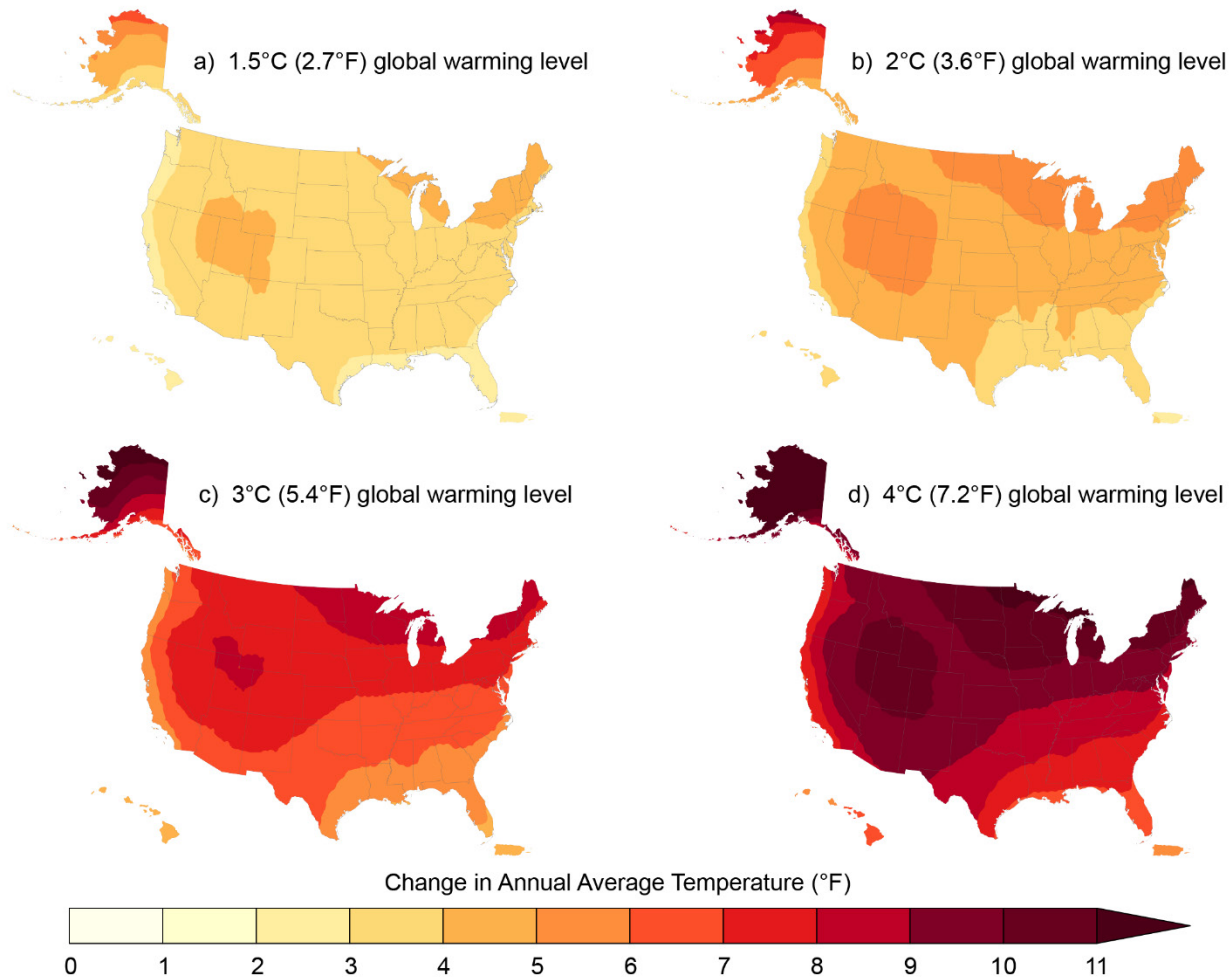 a) 1.5°C (2.7°F) global warming level
b) 2°C (3.6°F) global warming level
c) 3°C (5.4°F) global warming level
d) 4°C (7.2°F) global warming level
Change in Annual Average Temperature (°F)
0 1 2 3 4 5 6 7 8 9 10 11